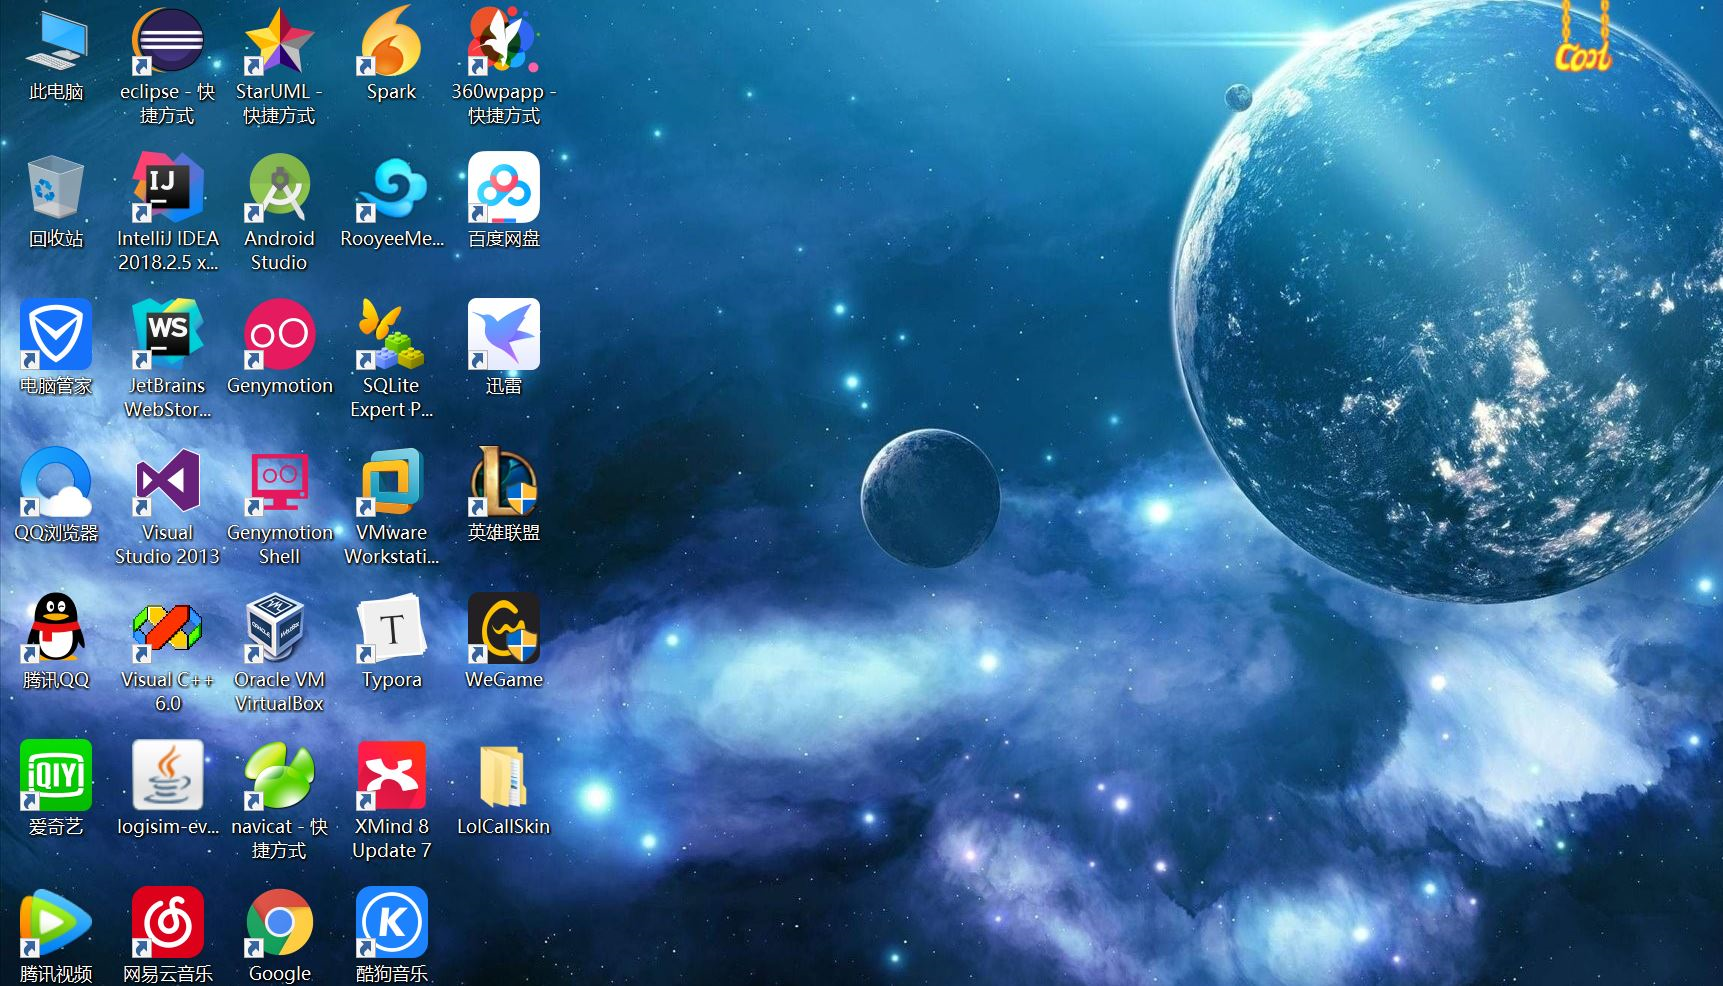 Cool
此电脑
eclipse - 快
捷方式
StarUML -
快捷方式
Spark
360wpapp -
快捷方式
IJ
回收站
IntelliJ IDEA
2018.2.5 x...
Android
Studio
RooyeeMe...
百度网盘
WS
电脑管家
JetBrains
WebStor...
Genymotion
SQLite
Expert P...
迅雷
QQ浏览器
Visual
Studio 2013
Genymotion
Shell
VMware
Workstati...
英雄联盟
T
腾讯QQ
Visual C++
6.0
Oracle VM
VirtualBox
Typora
WeGame
iQIYI
爱奇艺
logisim-ev...
navicat - 快
捷方式
XMind 8
Update 7
LolCallSkin
K
腾讯视频
网易云音乐
Google
酷狗音乐